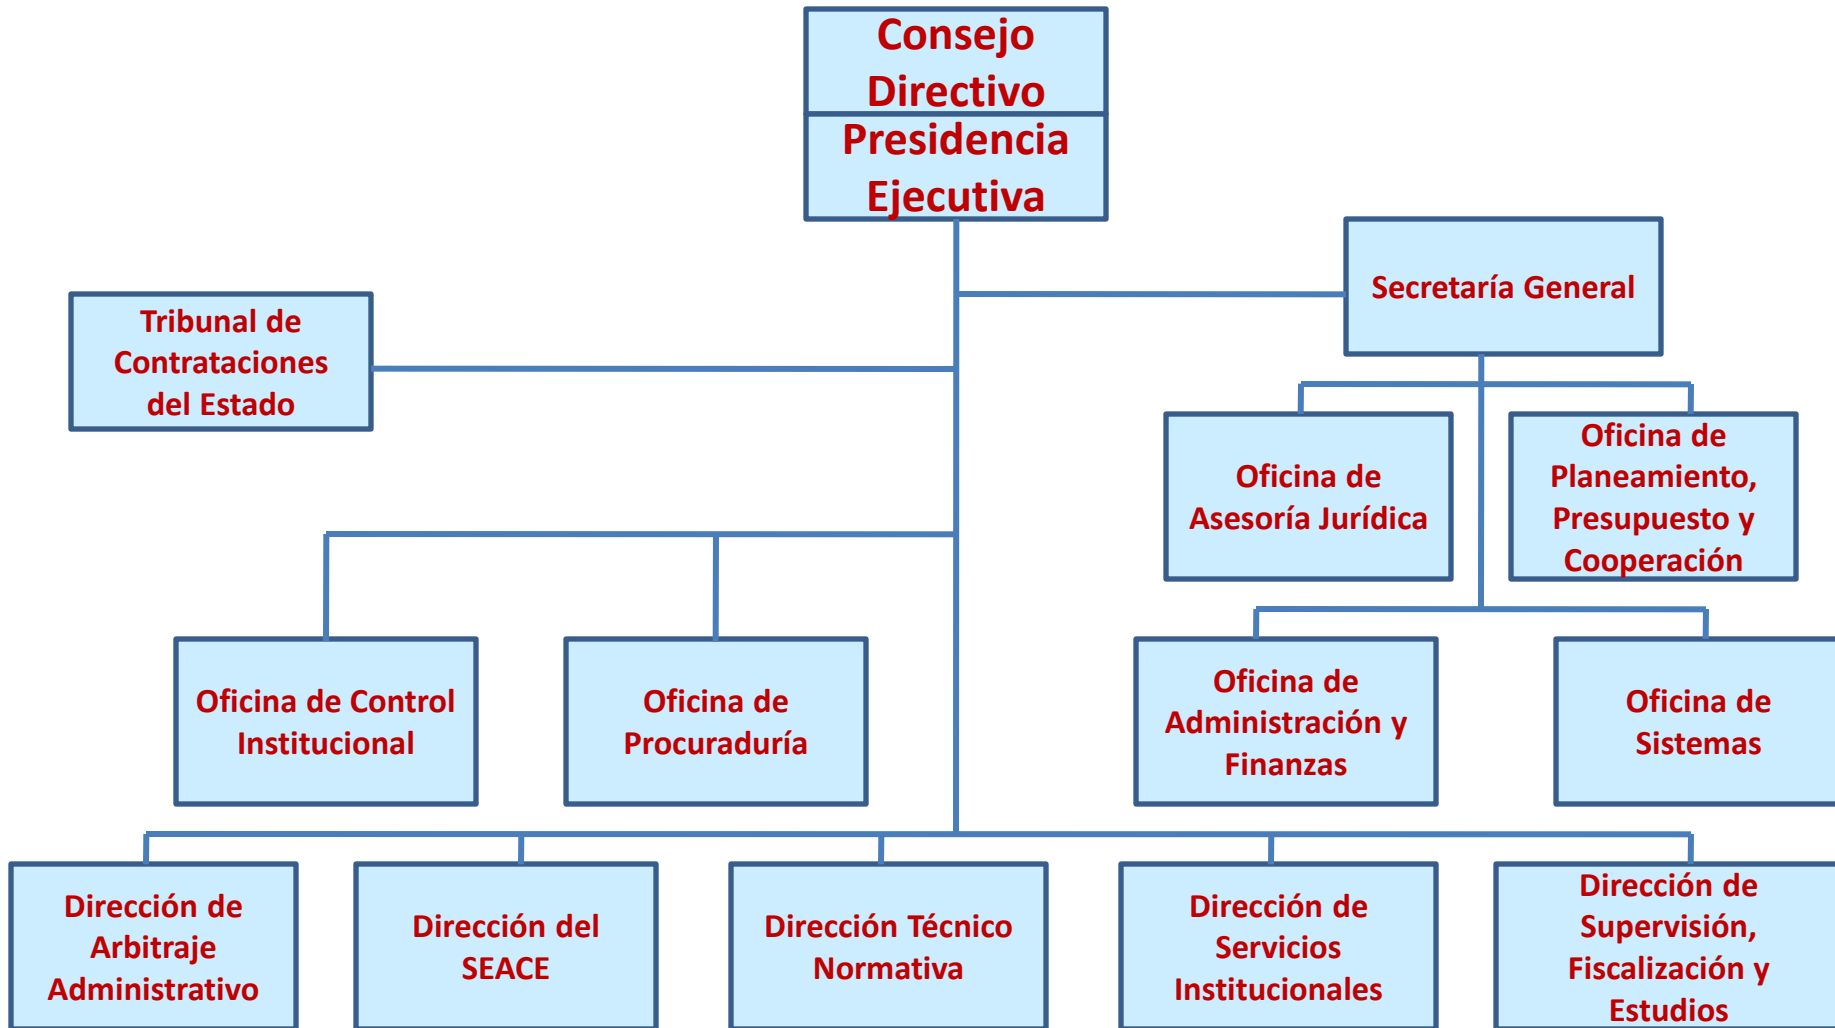 Consejo
Directivo
Presidencia
Ejecutiva
Secretaría General
Tribunal de
Contrataciones
del Estado
Oficina de
Asesoría Jurídica
Oficina de
Planeamiento,
Presupuesto y
Cooperación
Oficina de Control
Institucional
Oficina de
Procuraduría
Oficina de
Administración y
Finanzas
Oficina de
Sistemas
Dirección de
Arbitraje
Administrativo
Dirección del
SEACE
Dirección Técnico
Normativa
Dirección de
Servicios
Institucionales
Dirección de
Supervisión,
Fiscalización y
Estudios